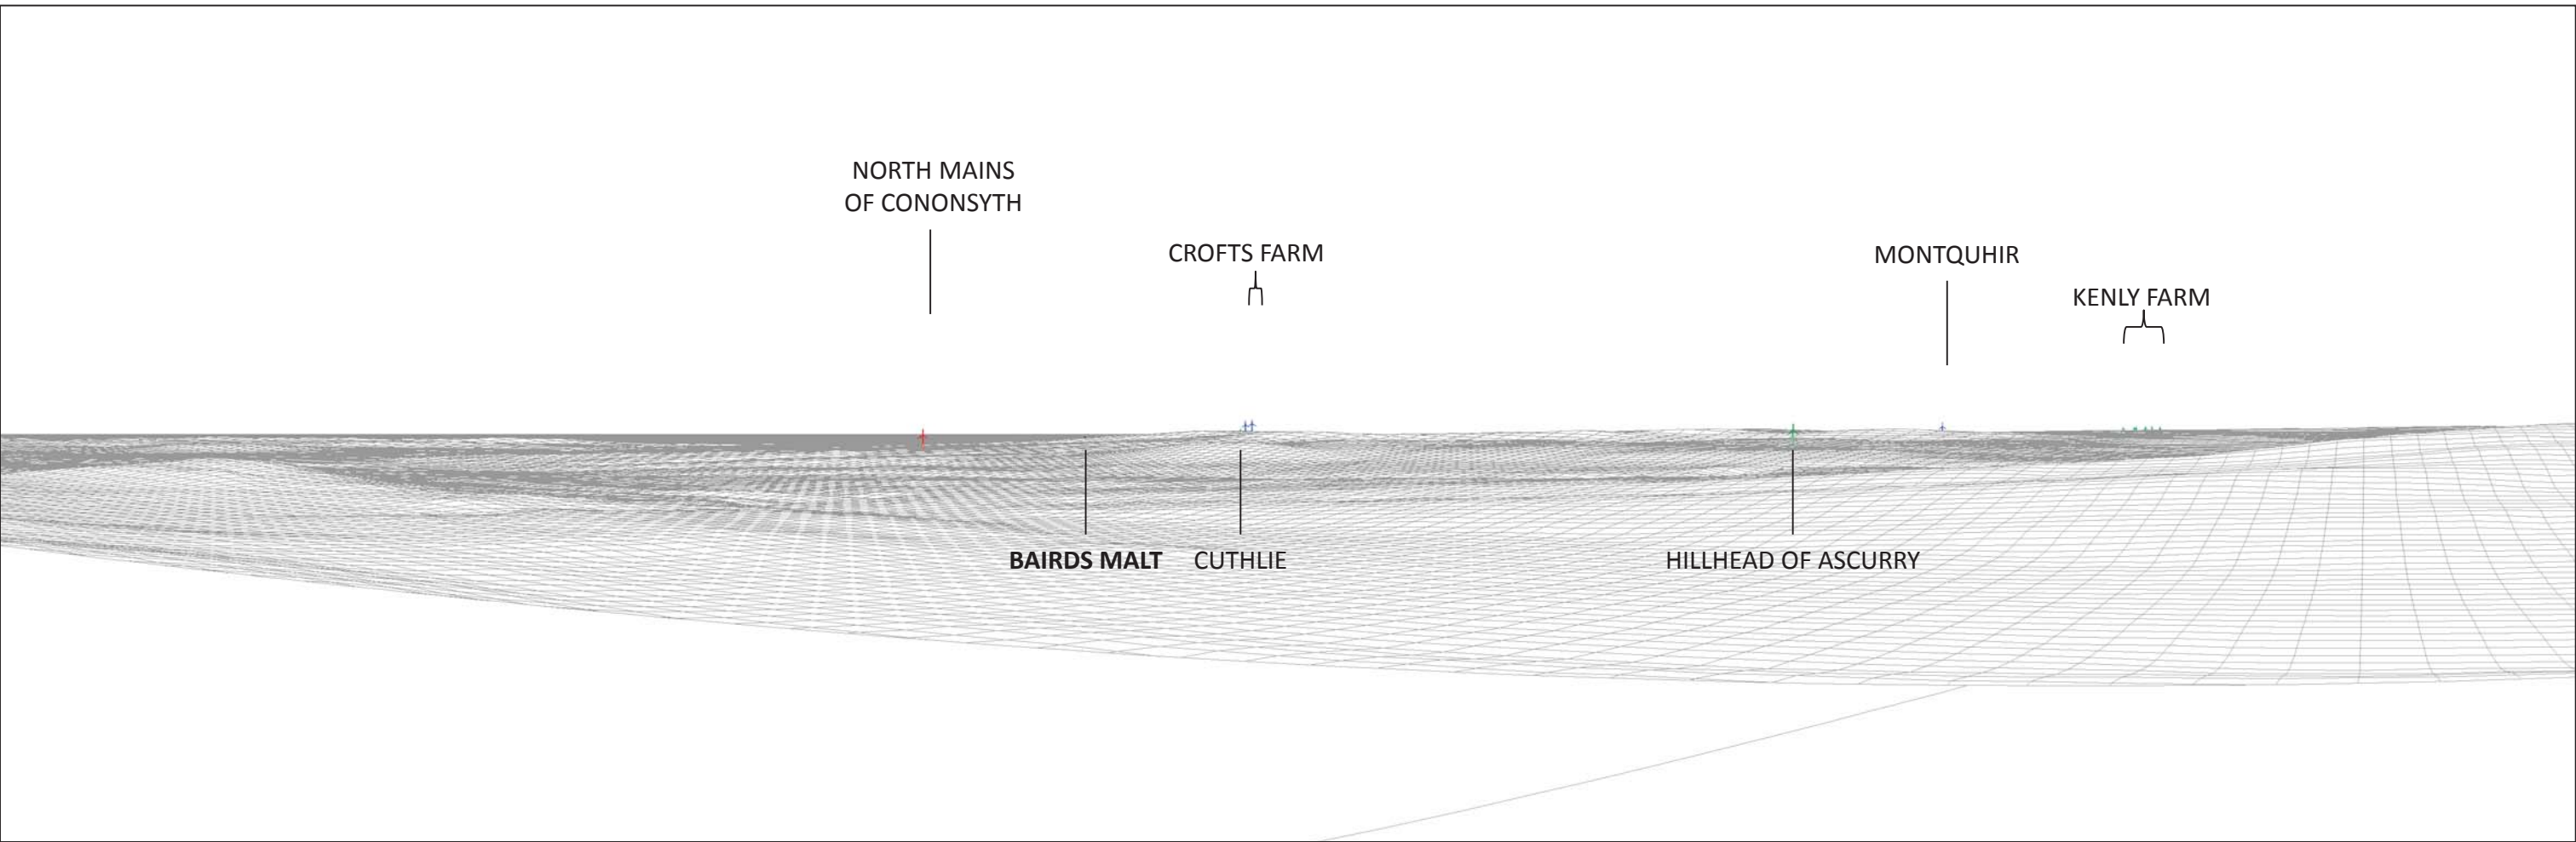 NORTH MAINS
OF CONONSYTH
CROFTS FARM
MONTQUHIR
KENLY FARM
BAIRDS MALT
CUTHLIE
HILLHEAD OF ASCURRY